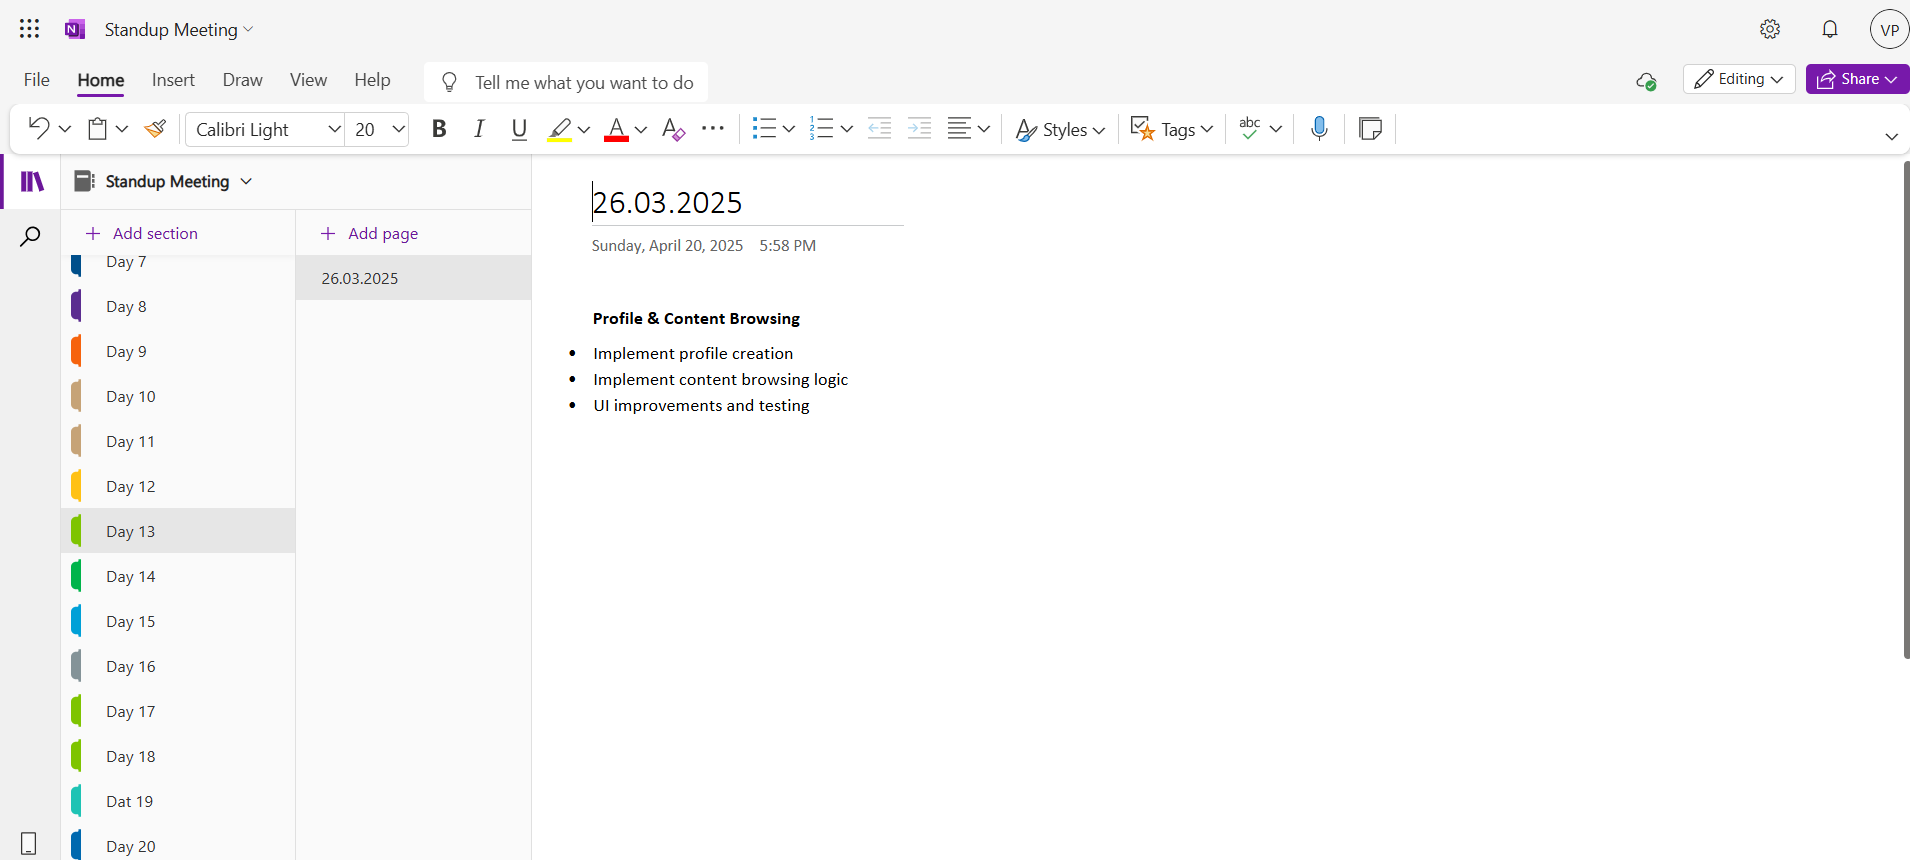 Standup Meeting
VP
File Home Insert Draw View Help Tell me what you want to do Editing Share
Calibri Light 20 B I U A A Styles Tags abc
Standup Meeting
Add section Add page
26.03.2025
Sunday, April 20, 2025 5:58 PM
Day 7
26.03.2025
Day 8
Day 9
Day 10
Day 11
Day 12
Day 13
Day 14
Day 15
Day 16
Day 17
Day 18
Dat 19
Day 20
Profile & Content Browsing
• Implement profile creation
• Implement content browsing logic
• UI improvements and testing